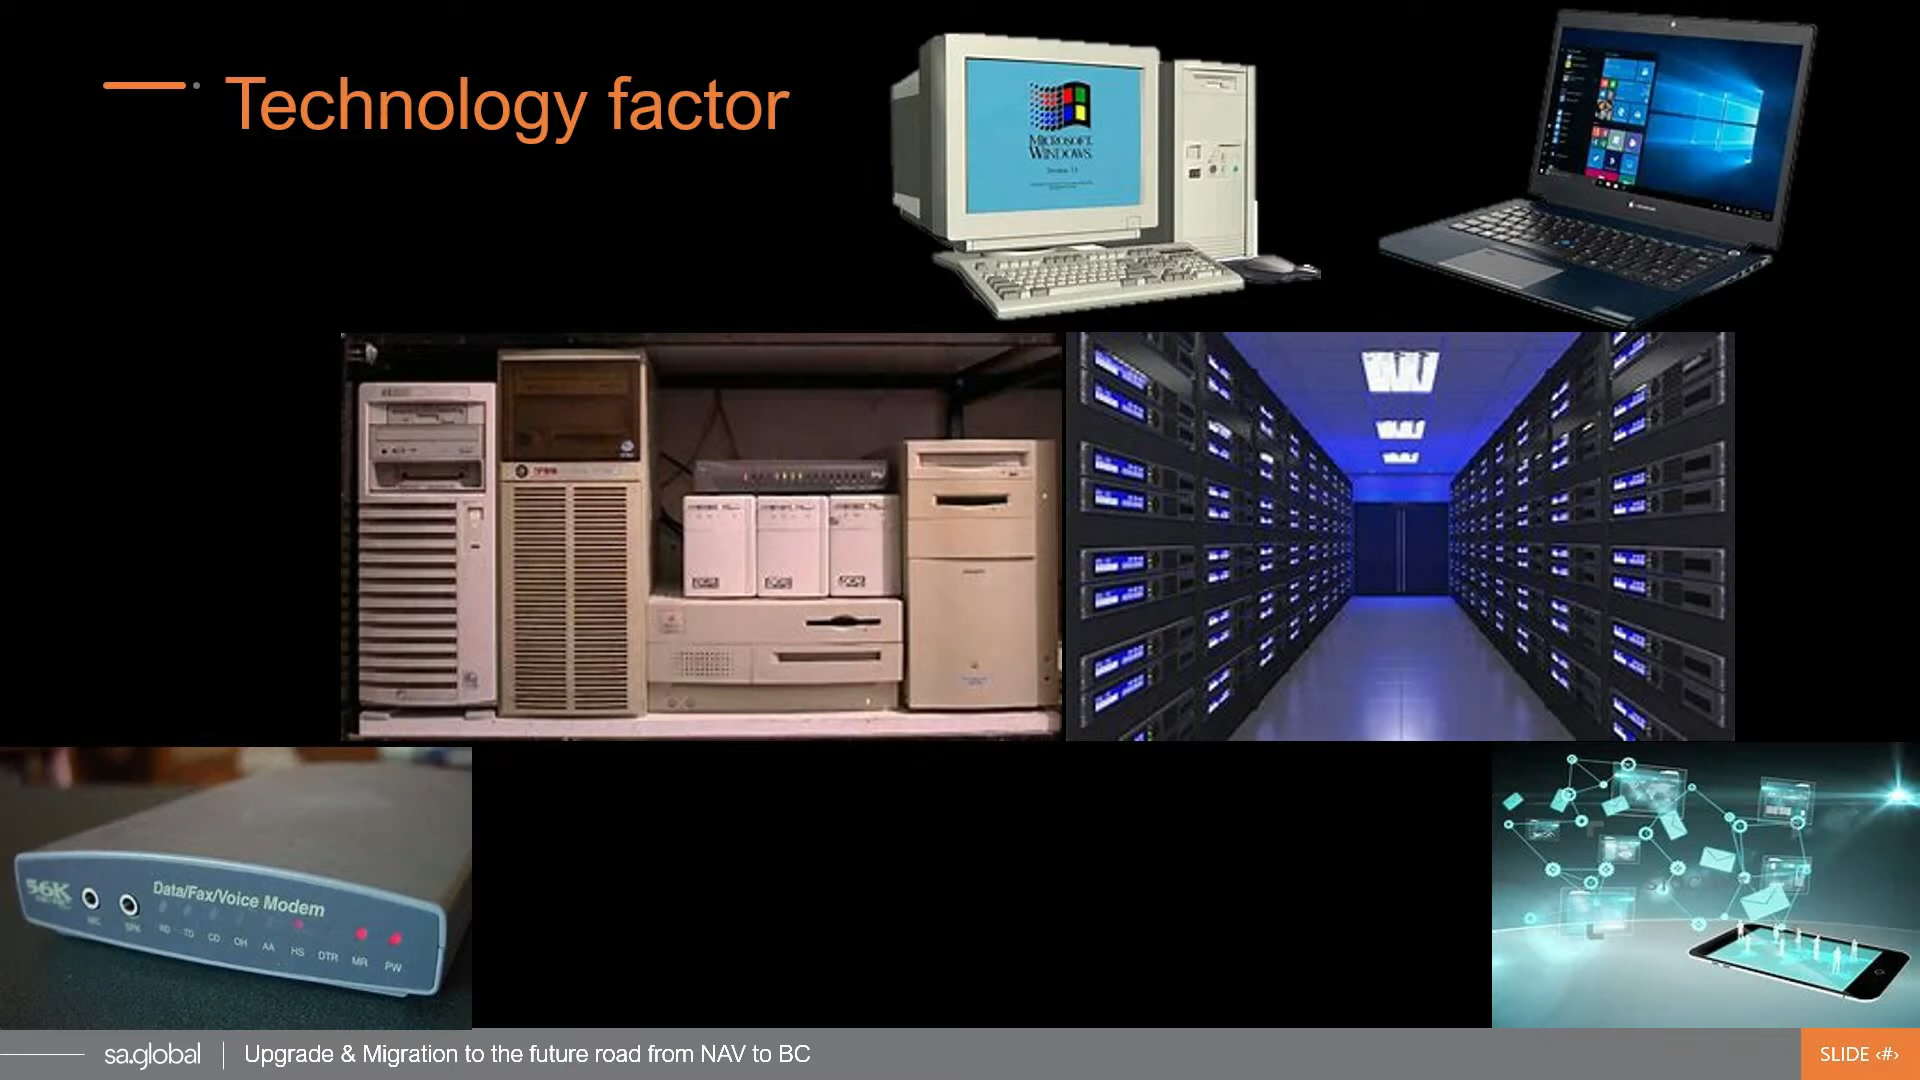 Technology factor
MICROSOFT
WINDOWS
56K
Data/Fax/Voice Modem
MIC
SPK
RD TD CD OH AA HS DTR MR PW
sa.global
Upgrade & Migration to the future road from NAV to BC
SLIDE ‹#›